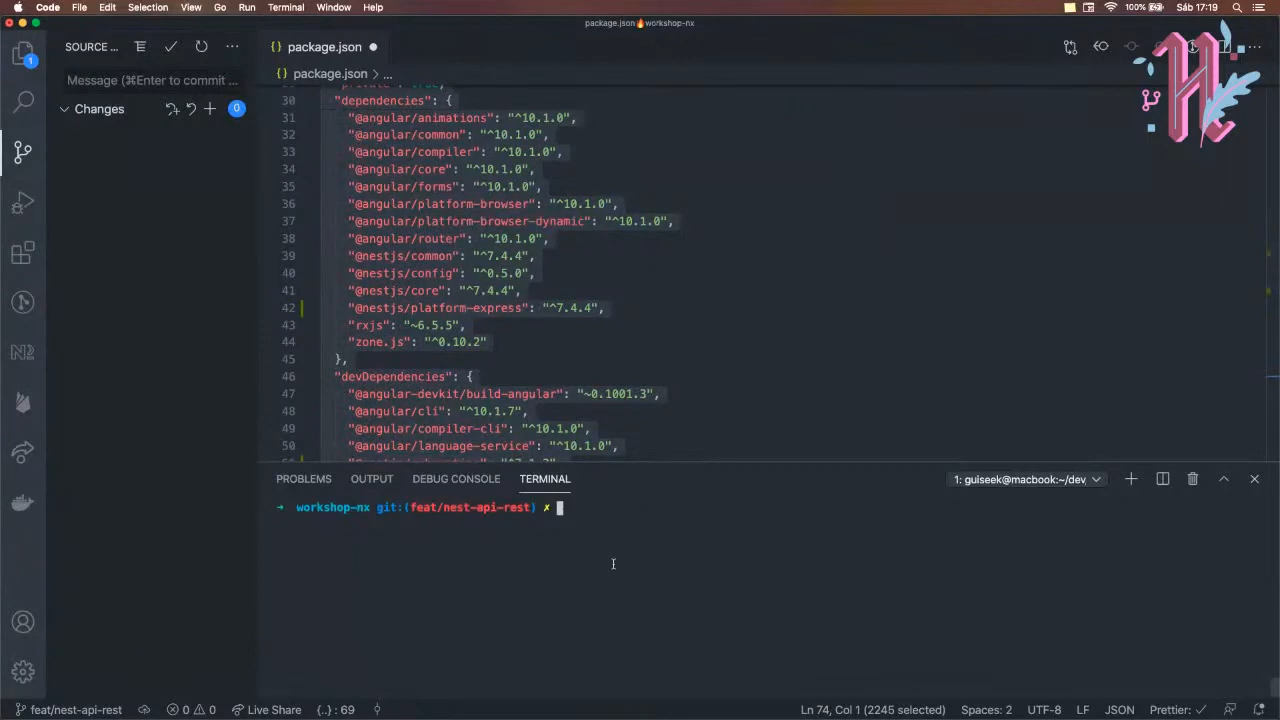 Code File Edit Selection View Go Run Terminal Window Help 100% Sáb 17:19
package.json🔥workshop-nx
SOURCE ...
{} package.json ●
{} package.json > ...
Message (⌘Enter to commit ...
Changes 0
1
30 "dependencies": {
31 "@angular/animations": "^10.1.0",
32 "@angular/common": "^10.1.0",
33 "@angular/compiler": "^10.1.0",
34 "@angular/core": "^10.1.0",
35 "@angular/forms": "^10.1.0",
36 "@angular/platform-browser": "^10.1.0",
37 "@angular/platform-browser-dynamic": "^10.1.0",
38 "@angular/router": "^10.1.0",
39 "@nestjs/common": "^7.4.4",
40 "@nestjs/config": "^0.5.0",
41 "@nestjs/core": "^7.4.4",
42 "@nestjs/platform-express": "^7.4.4",
43 "rxjs": "~6.5.5",
44 "zone.js": "^0.10.2"
45 },
46 "devDependencies": {
47 "@angular-devkit/build-angular": "~0.1001.3",
48 "@angular/cli": "^10.1.7",
49 "@angular/compiler-cli": "^10.1.0",
50 "@angular/language-service": "^10.1.0",
PROBLEMS OUTPUT DEBUG CONSOLE TERMINAL 1: guiseek@macbook:~/dev
→ workshop-nx git:(feat/nest-api-rest) ✗
feat/nest-api-rest 0 0 Live Share {..} : 69 Ln 74, Col 1 (2245 selected) Spaces: 2 UTF-8 LF JSON Prettier: ✓